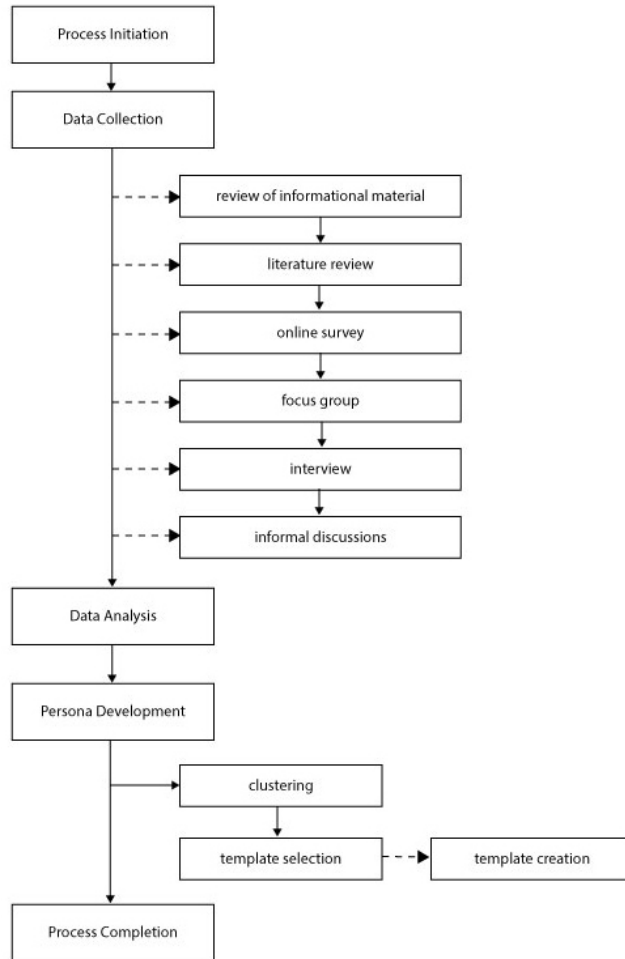 Process Initiation
Data Collection
review of informational material
literature review
online survey
focus group
interview
informal discussions
Data Analysis
Persona Development
clustering
template selection
template creation
Process Completion